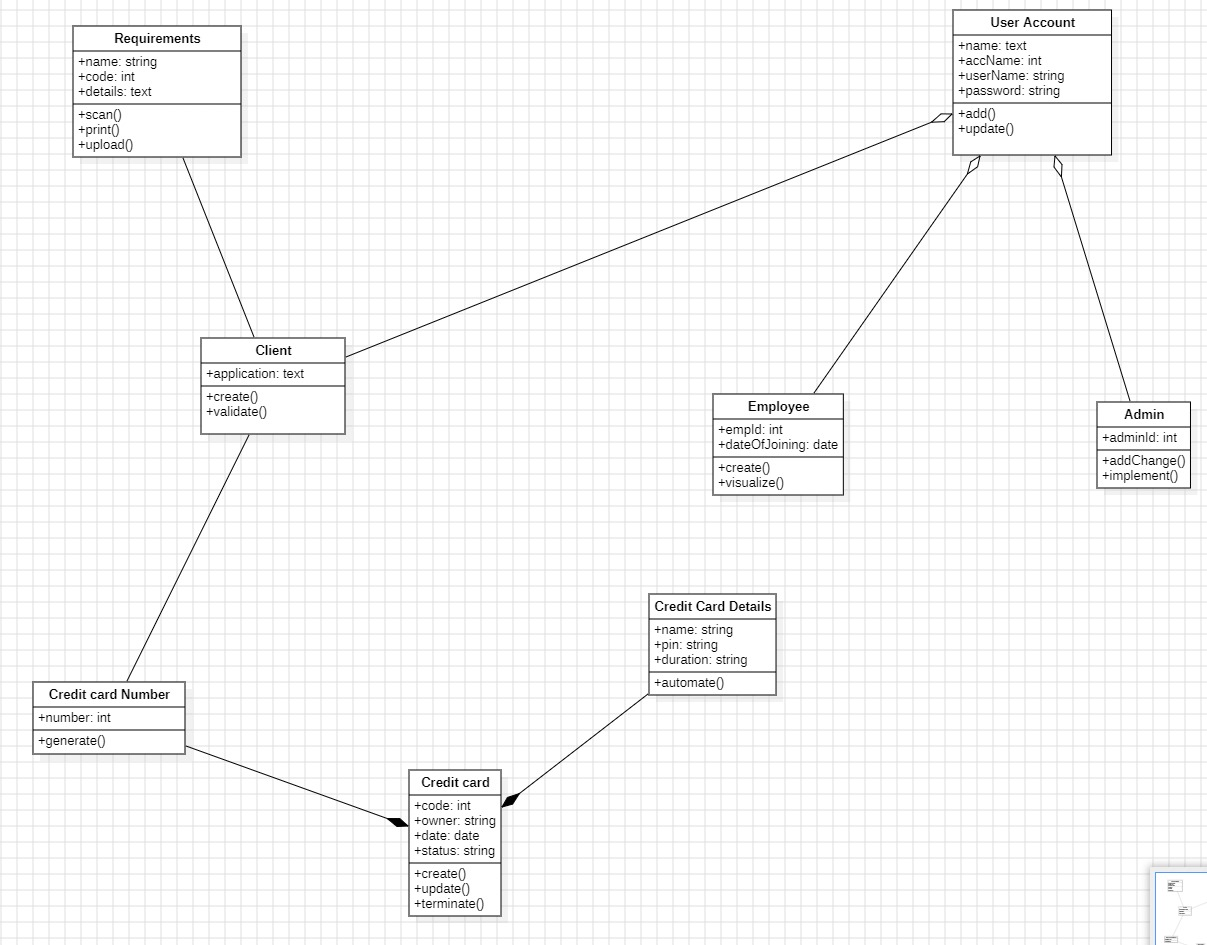 Requirements
+name: string
+code: int
+details: text
+scan()
+print()
+upload()
User Account
+name: text
+accName: int
+userName: string
+password: string
+add()
+update()
Client
+application: text
+create()
+validate()
Employee
+empId: int
+dateOfJoining: date
+create()
+visualize()
Admin
+adminId: int
+addChange()
+implement()
Credit Card Details
+name: string
+pin: string
+duration: string
+automate()
Credit card Number
+number: int
+generate()
Credit card
+code: int
+owner: string
+date: date
+status: string
+create()
+update()
+terminate()